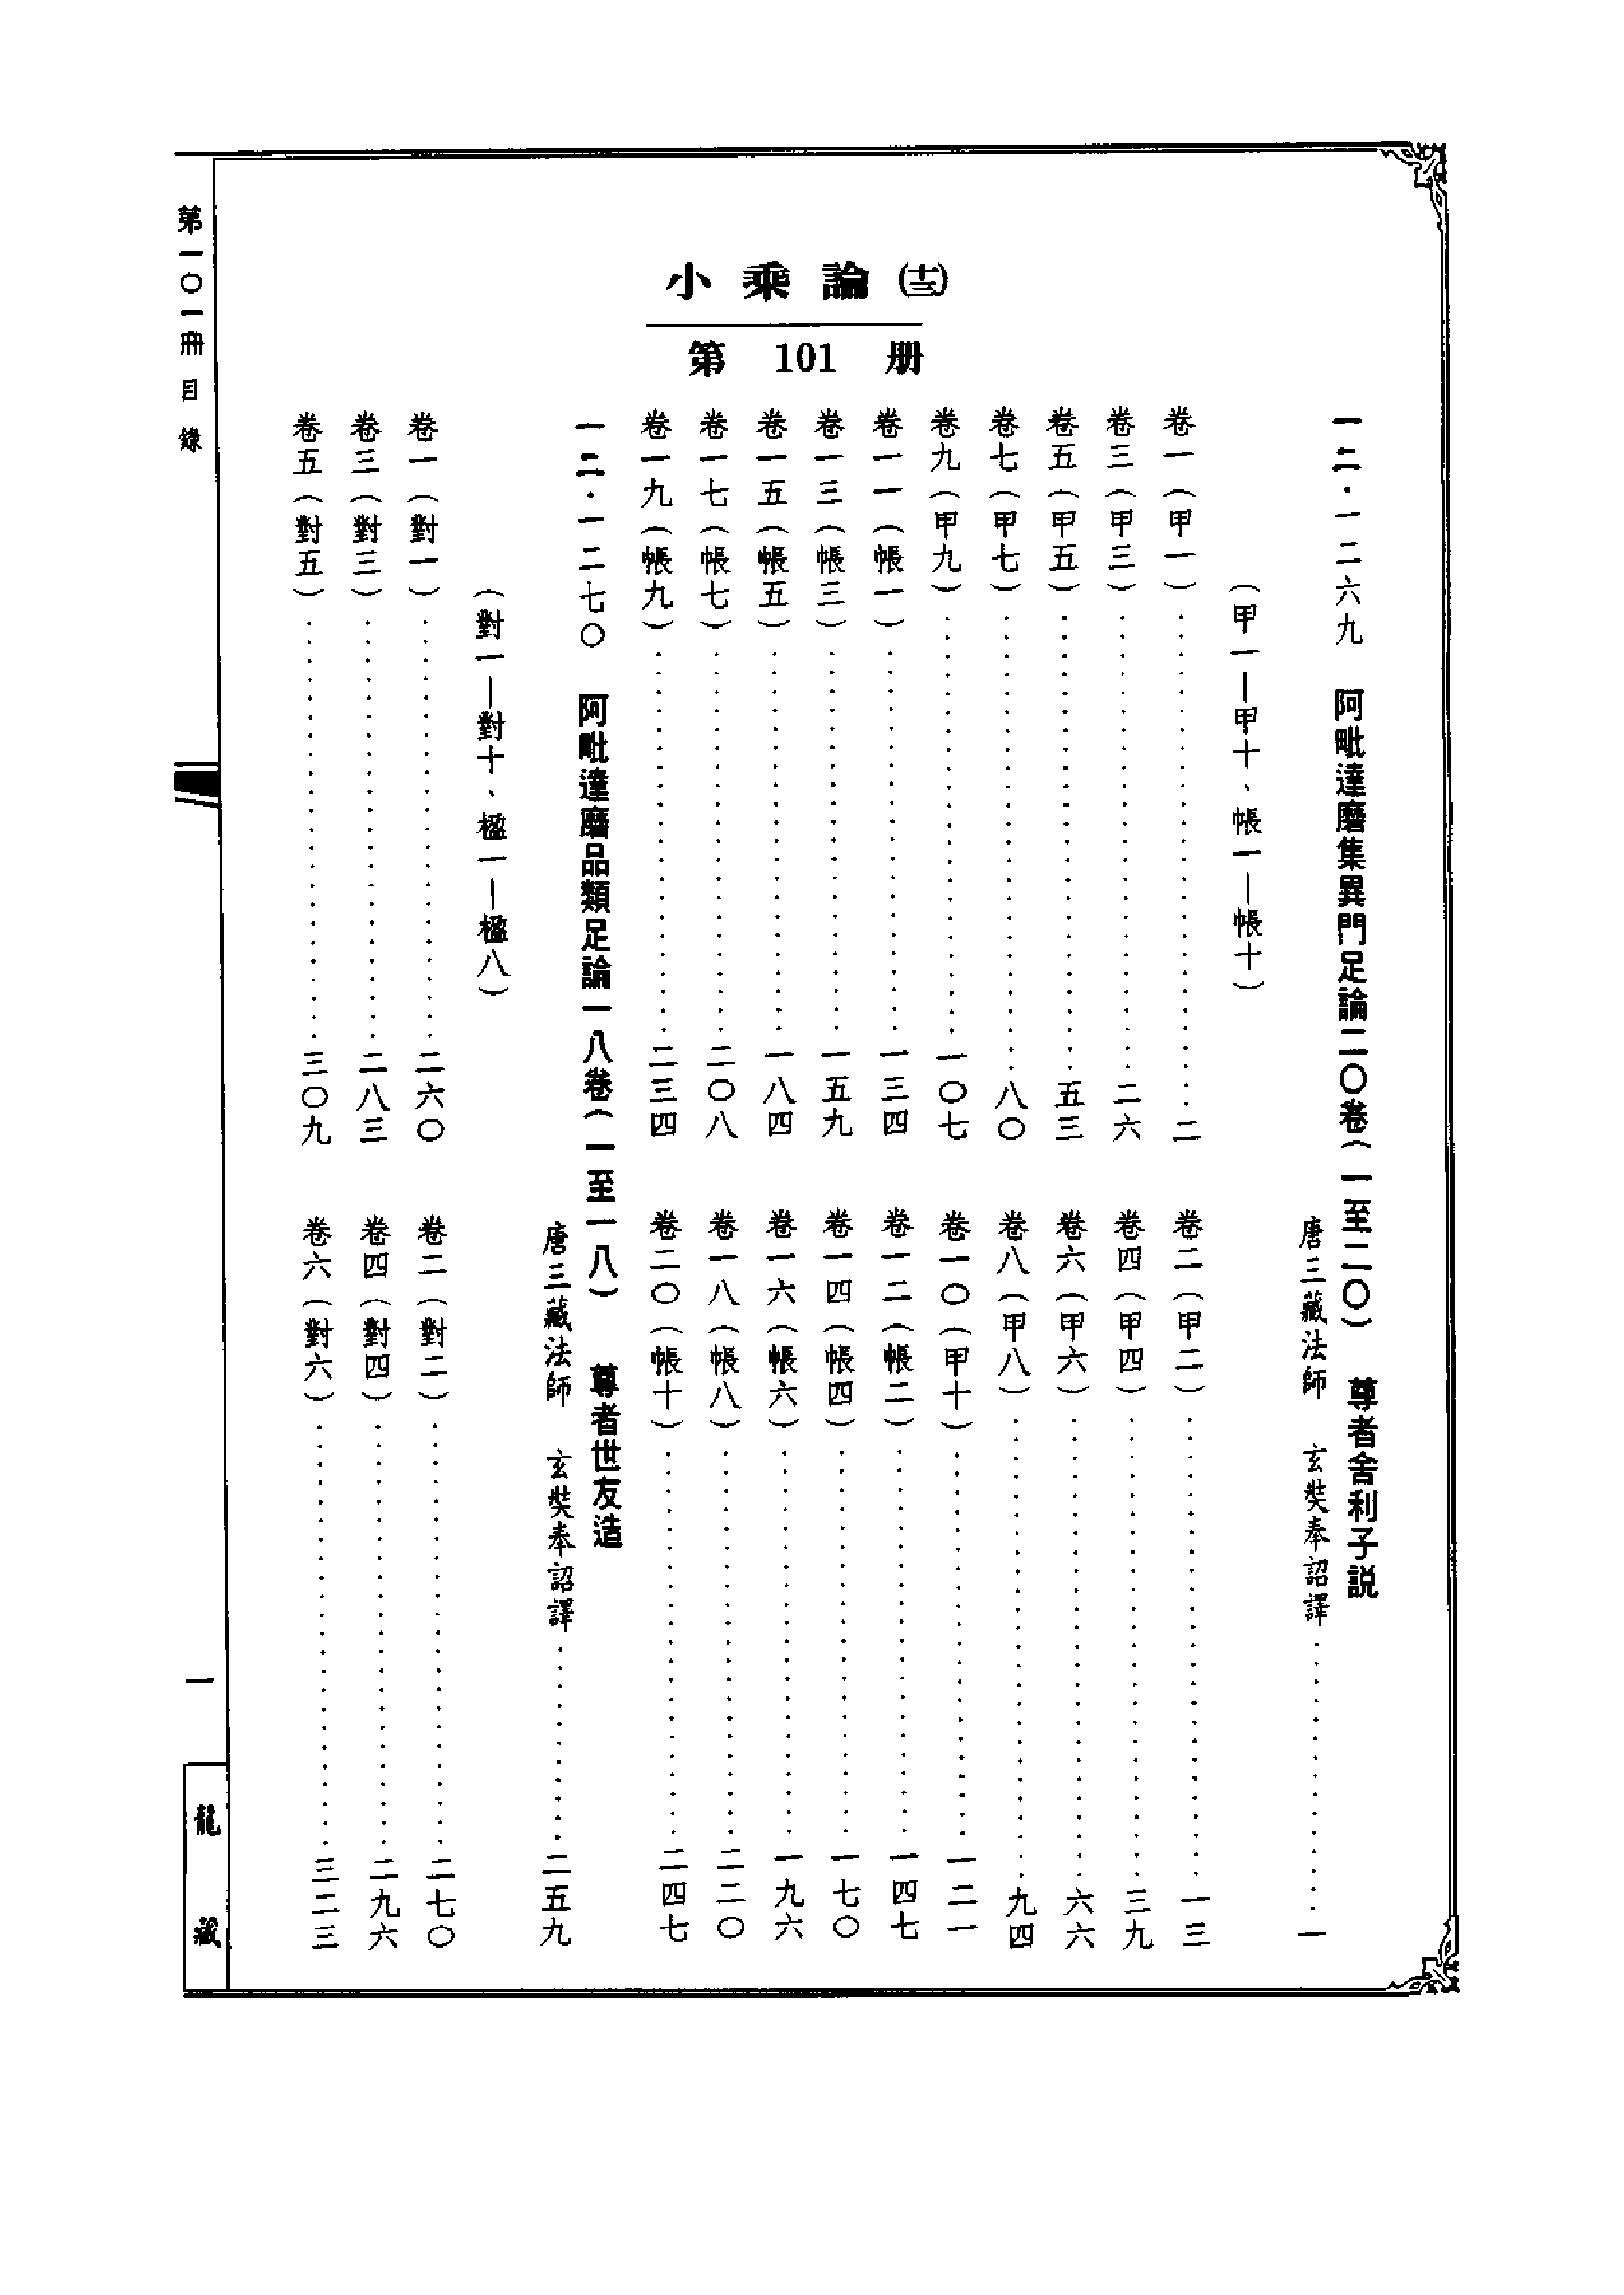 小乘論(十三)
第 101 册
一二·一二六九 阿毗達磨集異門足論二〇卷(一至二〇) 尊者舍利子説
唐三藏法師 玄奘奉詔譯……………一
(甲一—甲十、帳一—帳十)
卷一(甲一)……………二 卷二(甲二)……………一三
卷三(甲三)……………二六 卷四(甲四)……………三九
卷五(甲五)……………五三 卷六(甲六)……………六六
卷七(甲七)……………八〇 卷八(甲八)……………九四
卷九(甲九)……………一〇七 卷一〇(甲十)……………一二一
卷一一(帳一)……………一三四 卷一二(帳二)……………一四七
卷一三(帳三)……………一五九 卷一四(帳四)……………一七〇
卷一五(帳五)……………一八四 卷一六(帳六)……………一九六
卷一七(帳七)……………二〇八 卷一八(帳八)……………二二〇
卷一九(帳九)……………二三四 卷二〇(帳十)……………二四七
一二·一二七〇 阿毗達磨品類足論一八卷(一至一八) 尊者世友造
唐三藏法師 玄奘奉詔譯……………二五九
(對一—對十、楹一—楹八)
卷一(對一)……………二六〇 卷二(對二)……………二七〇
卷三(對三)……………二八三 卷四(對四)……………二九六
卷五(對五)……………三〇九 卷六(對六)……………三二三
第一〇一冊 目錄
一
龍藏